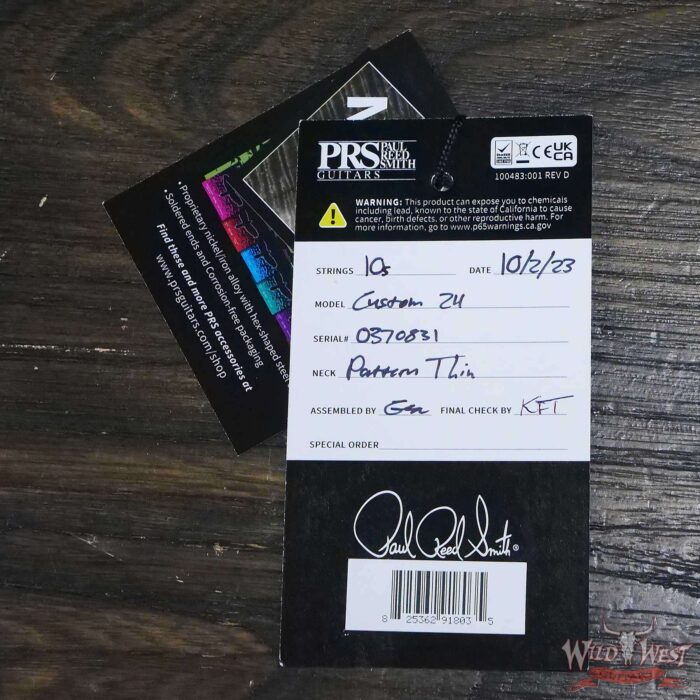 PRS PAUL REED SMITH
GUITARS
CE UKCA
100483:001 REV D
WARNING: This product can expose you to chemicals
including lead, known to the state of California to cause
cancer, birth defects, or other reproductive harm. For
more information, go to www.p65warnings.ca.gov
STRINGS 10s DATE 10/2/23
MODEL Custom 24
SERIAL# 0370831
NECK Pattern Thin
ASSEMBLED BY FINAL CHECK BY KFT
SPECIAL ORDER
Paul Reed Smith®
8 25362 91803 5
• Proprietary nickel/iron alloy with hex-shaped steel
• Soldered ends and Corrosion-free packaging
Find these and more PRS accessories at
www.prsguitars.com/shop
WILD WEST
GUITARS